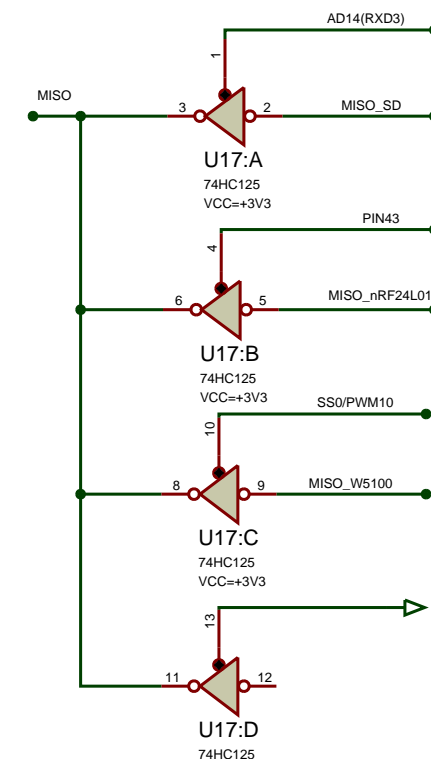 AD14(RXD3)
1
MISO
3
2
MISO_SD
U17:A
74HC125
VCC=+3V3
PIN43
4
6
5
MISO_nRF24L01
U17:B
74HC125
VCC=+3V3
SS0/PWM10
10
8
9
MISO_W5100
U17:C
74HC125
VCC=+3V3
13
11
12
U17:D
74HC125